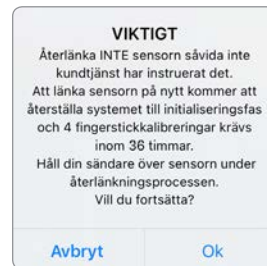 VIKTIGT
Återlänka INTE sensorn såvida inte
kundtjänst har instruerat det.
Att länka sensorn på nytt kommer att
återställa systemet till initialiseringsfas
och 4 fingerstickkalibreringar krävs
inom 36 timmar.
Håll din sändare över sensorn under
återlänkningsprocessen.
Vill du fortsätta?
Avbryt
Ok